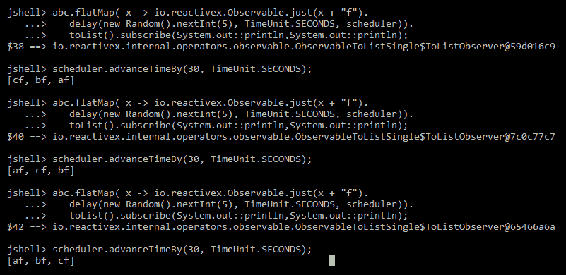 jshell> abc.flatMap( x -> io.reactivex.Observable.just(x + "f").
...> delay(new Random().nextInt(5), TimeUnit.SECONDS, scheduler)).
...> toList().subscribe(System.out::println,System.out::println);
$38 ==> io.reactivex.internal.operators.observable.ObservableToListSingle$ToListObserver@59d016c9
jshell> scheduler.advanceTimeBy(30, TimeUnit.SECONDS);
[cf, bf, af]
jshell> abc.flatMap( x -> io.reactivex.Observable.just(x + "f").
...> delay(new Random().nextInt(5), TimeUnit.SECONDS, scheduler)).
...> toList().subscribe(System.out::println,System.out::println);
$40 ==> io.reactivex.internal.operators.observable.ObservableToListSingle$ToListObserver@7c0c77c7
jshell> scheduler.advanceTimeBy(30, TimeUnit.SECONDS);
[af, cf, bf]
jshell> abc.flatMap( x -> io.reactivex.Observable.just(x + "f").
...> delay(new Random().nextInt(5), TimeUnit.SECONDS, scheduler)).
...> toList().subscribe(System.out::println,System.out::println);
$42 ==> io.reactivex.internal.operators.observable.ObservableToListSingle$ToListObserver@65466a6a
jshell> scheduler.advanceTimeBy(30, TimeUnit.SECONDS);
[af, bf, cf]